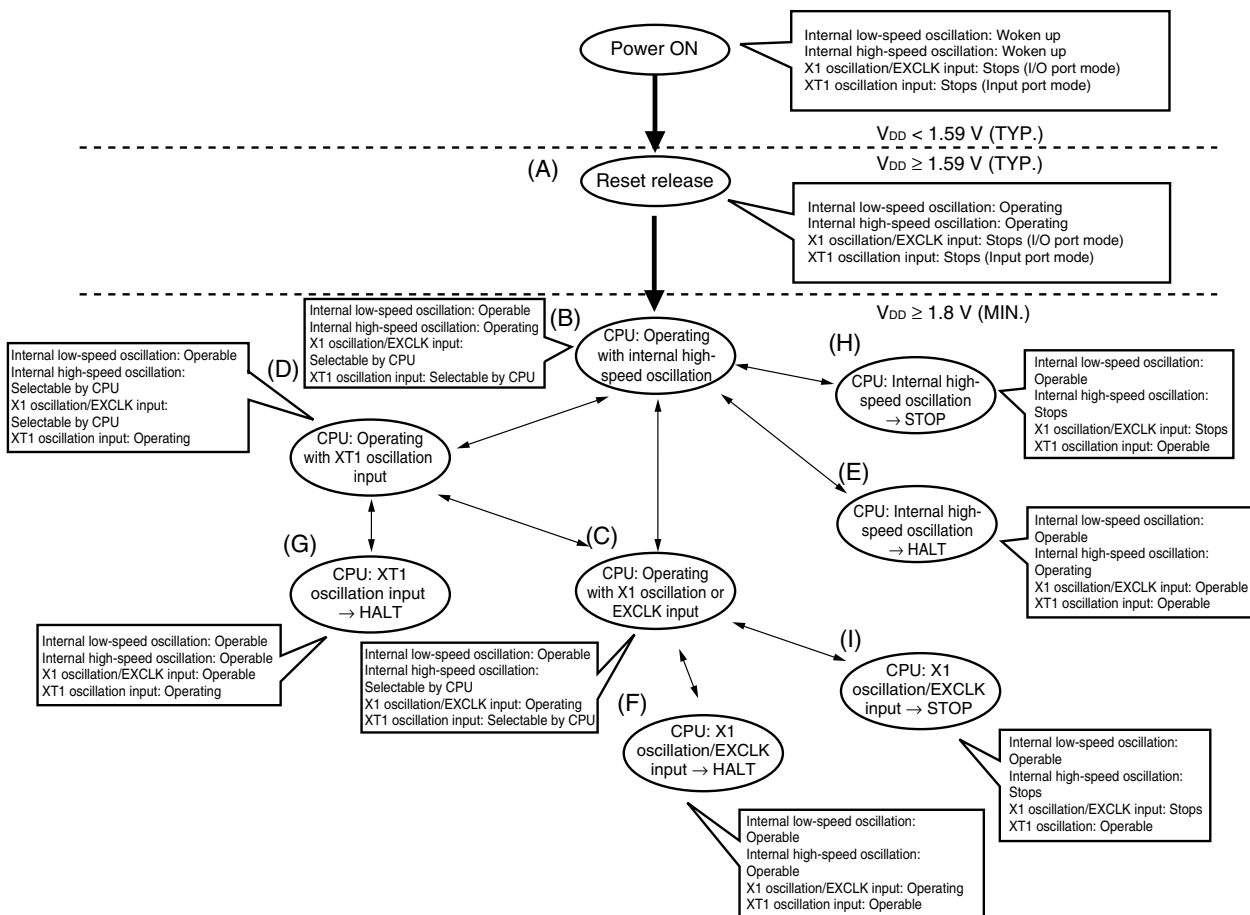 Power ON
Internal low-speed oscillation: Woken up
Internal high-speed oscillation: Woken up
X1 oscillation/EXCLK input: Stops (I/O port mode)
XT1 oscillation input: Stops (Input port mode)
VDD < 1.59 V (TYP.)
VDD ≥ 1.59 V (TYP.)
(A)
Reset release
Internal low-speed oscillation: Operating
Internal high-speed oscillation: Operating
X1 oscillation/EXCLK input: Stops (I/O port mode)
XT1 oscillation input: Stops (Input port mode)
VDD ≥ 1.8 V (MIN.)
Internal low-speed oscillation: Operable
Internal high-speed oscillation: Operating
X1 oscillation/EXCLK input:
Selectable by CPU
XT1 oscillation input: Selectable by CPU
(B)
CPU: Operating
with internal high-
speed oscillation
(H)
CPU: Internal high-
speed oscillation
→ STOP
Internal low-speed oscillation:
Operable
Internal high-speed oscillation:
Stops
X1 oscillation/EXCLK input: Stops
XT1 oscillation input: Operable
Internal low-speed oscillation: Operable
Internal high-speed oscillation:
Selectable by CPU
X1 oscillation/EXCLK input:
Selectable by CPU
XT1 oscillation input: Operating
(D)
CPU: Operating
with XT1 oscillation
input
(E)
CPU: Internal high-
speed oscillation
→ HALT
Internal low-speed oscillation:
Operable
Internal high-speed oscillation:
Operating
X1 oscillation/EXCLK input: Operable
XT1 oscillation input: Operable
(G)
CPU: XT1
oscillation input
→ HALT
Internal low-speed oscillation: Operable
Internal high-speed oscillation: Operable
X1 oscillation/EXCLK input: Operable
XT1 oscillation input: Operating
(C)
CPU: Operating
with X1 oscillation or
EXCLK input
Internal low-speed oscillation: Operable
Internal high-speed oscillation:
Selectable by CPU
X1 oscillation/EXCLK input: Operating
XT1 oscillation input: Selectable by CPU
(I)
CPU: X1
oscillation/EXCLK
input → STOP
Internal low-speed oscillation:
Operable
Internal high-speed oscillation:
Stops
X1 oscillation/EXCLK input: Stops
XT1 oscillation: Operable
(F)
CPU: X1
oscillation/EXCLK
input → HALT
Internal low-speed oscillation:
Operable
Internal high-speed oscillation:
Operable
X1 oscillation/EXCLK input: Operating
XT1 oscillation input: Operable